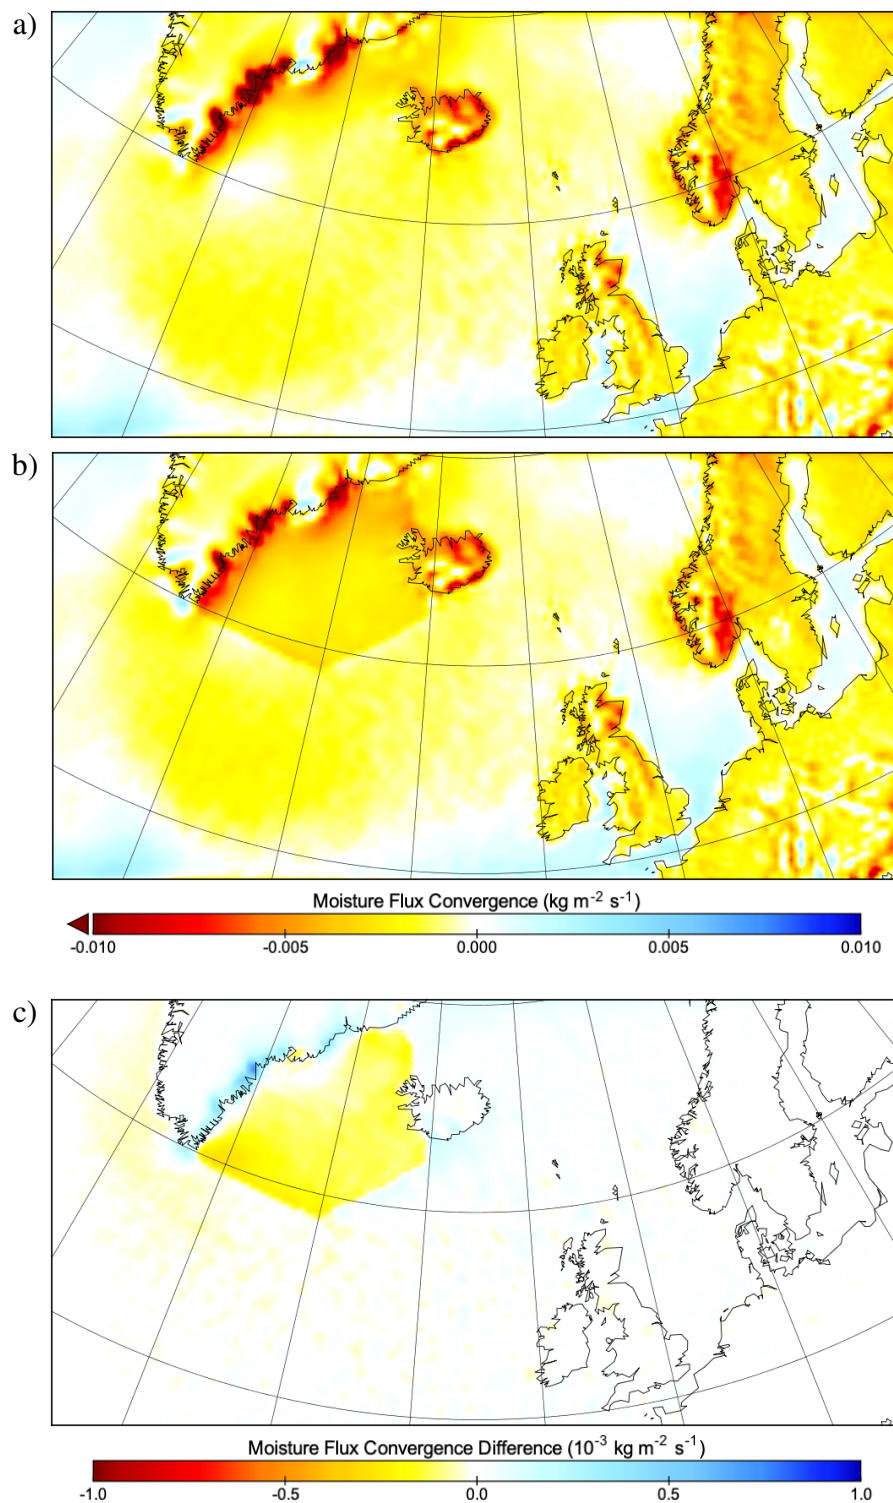 a)
b)
Moisture Flux Convergence (kg m⁻² s⁻¹)
-0.010 -0.005 0.000 0.005 0.010
c)
Moisture Flux Convergence Difference (10⁻³ kg m⁻² s⁻¹)
-1.0 -0.5 0.0 0.5 1.0